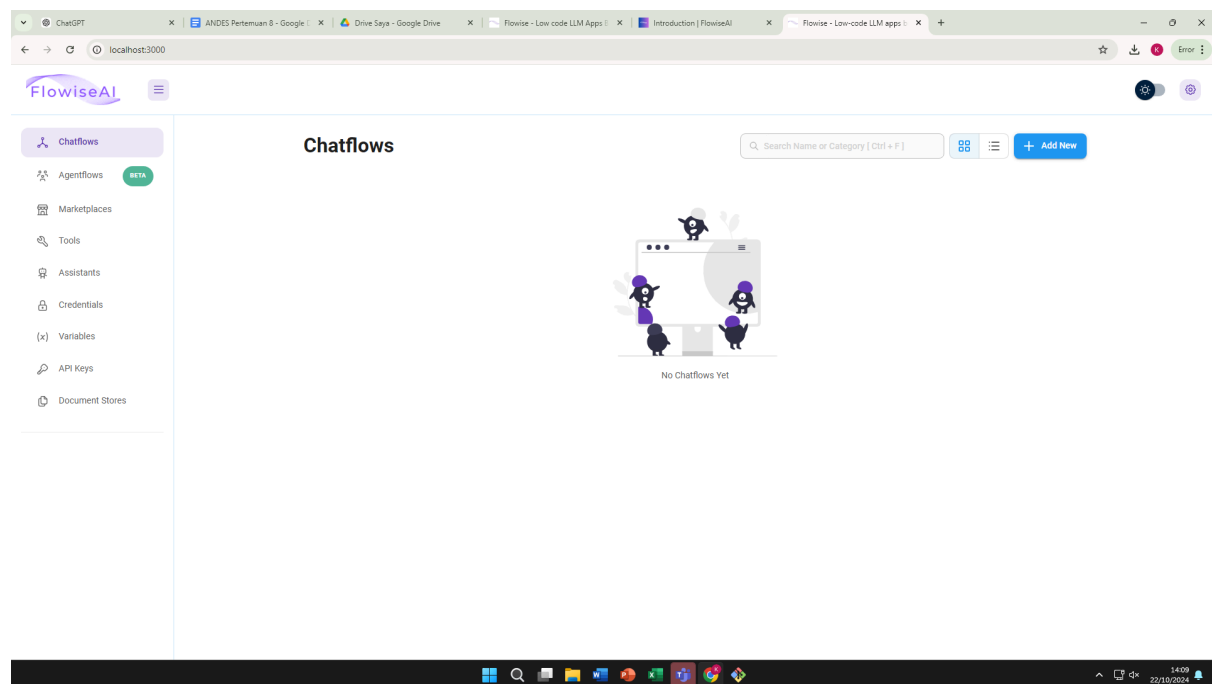 ChatGPT
ANDES Pertemuan 8 - Google D
Drive Saya - Google Drive
Flowise - Low code LLM Apps B
Introduction | FlowiseAI
Flowise - Low-code LLM apps b
localhost:3000
K
Error
FlowiseAI
Chatflows
Agentflows
BETA
Marketplaces
Tools
Assistants
Credentials
(x) Variables
API Keys
Document Stores
Chatflows
Search Name or Category [ Ctrl + F ]
+ Add New
No Chatflows Yet
14:09
22/10/2024